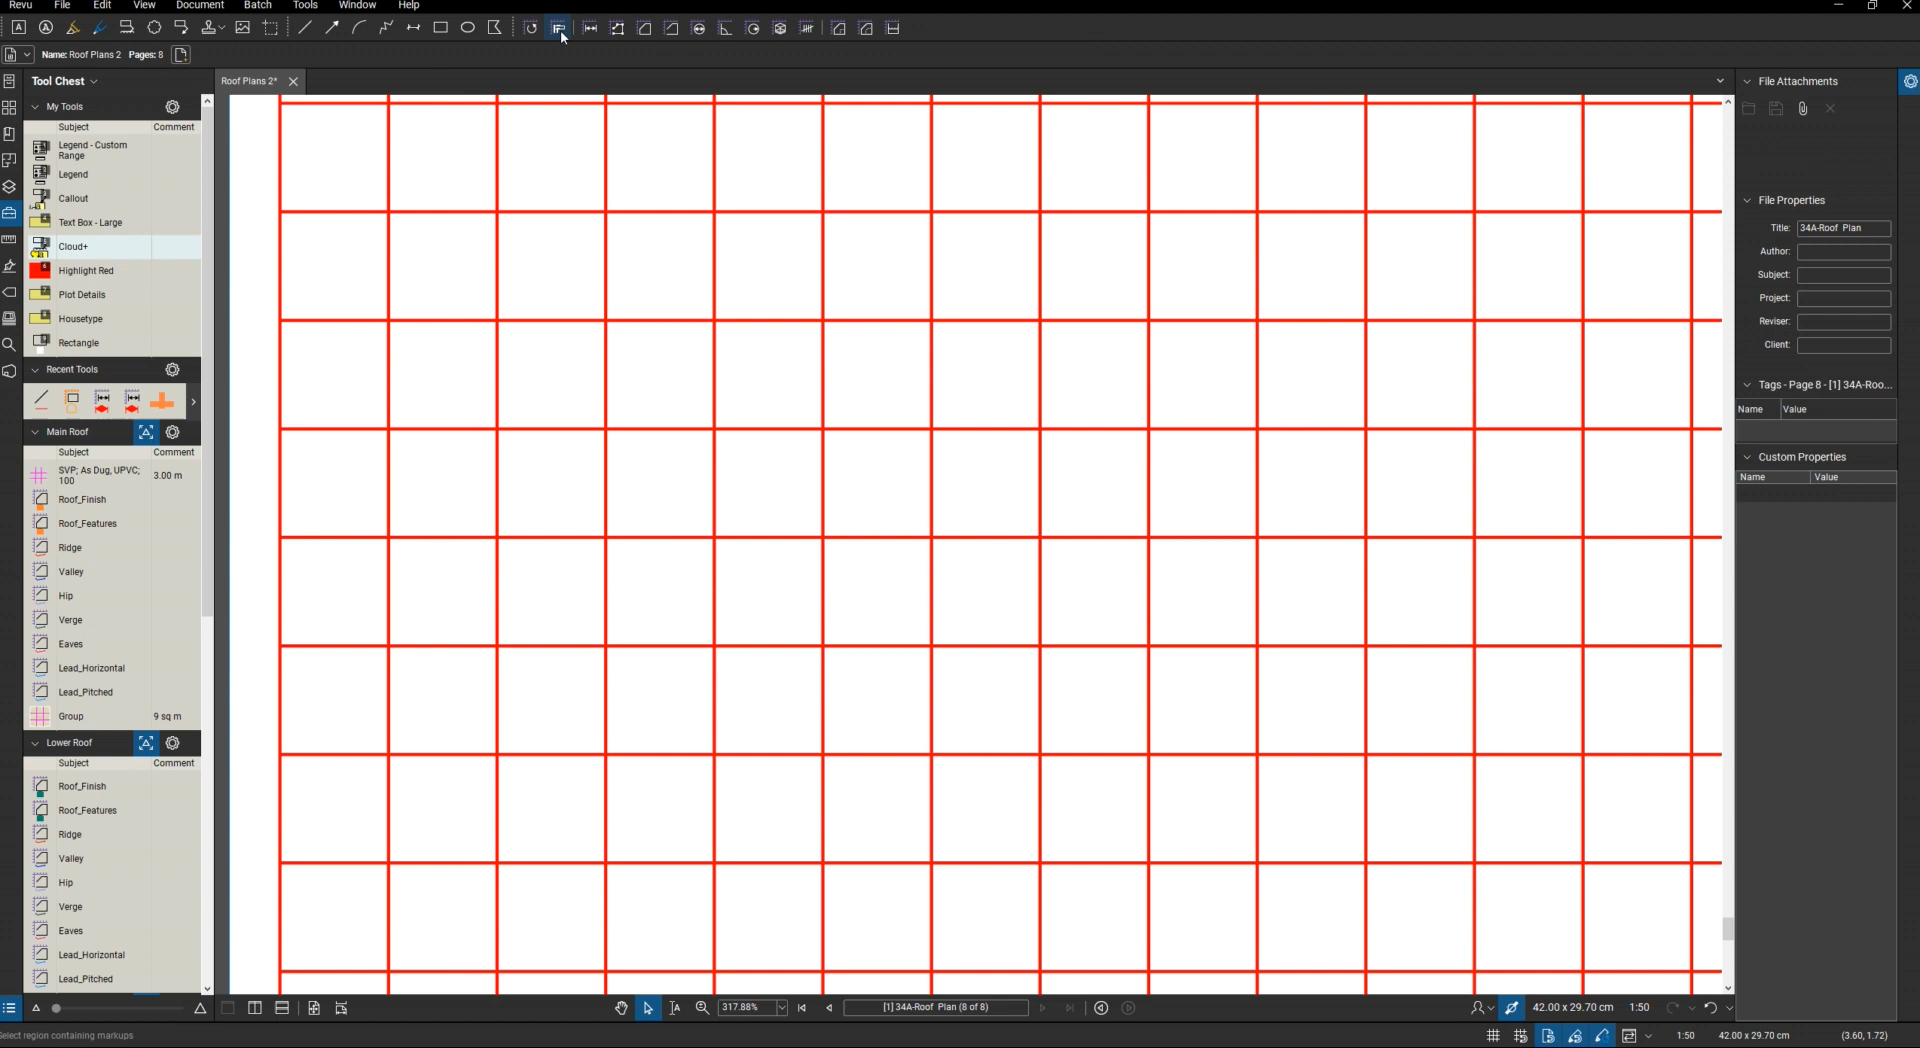 Revu File Edit View Document Batch Tools Window Help
Name: Roof Plans 2 Pages: 8
Tool Chest
My Tools
Subject Comment
Legend - Custom Range
Legend
Callout
Text Box - Large
Cloud+
Highlight Red
Plot Details
Housetype
Rectangle
Recent Tools
Main Roof
Subject Comment
SVP; As Dug, UPVC; 100 3.00 m
Roof_Finish
Roof_Features
Ridge
Valley
Hip
Verge
Eaves
Lead_Horizontal
Lead_Pitched
Group 9 sq m
Lower Roof
Subject Comment
Roof_Finish
Roof_Features
Ridge
Valley
Hip
Verge
Eaves
Lead_Horizontal
Lead_Pitched
Roof Plans 2*
File Attachments
File Properties
Title: 34A-Roof Plan
Author:
Subject:
Project:
Reviser:
Client:
Tags - Page 8 - [1] 34A-Roo...
Name Value
Custom Properties
Name Value
317.88% [1] 34A-Roof Plan (8 of 8) 42.00 x 29.70 cm 1:50
Select region containing markups 1:50 42.00 x 29.70 cm (3.60, 1.72)